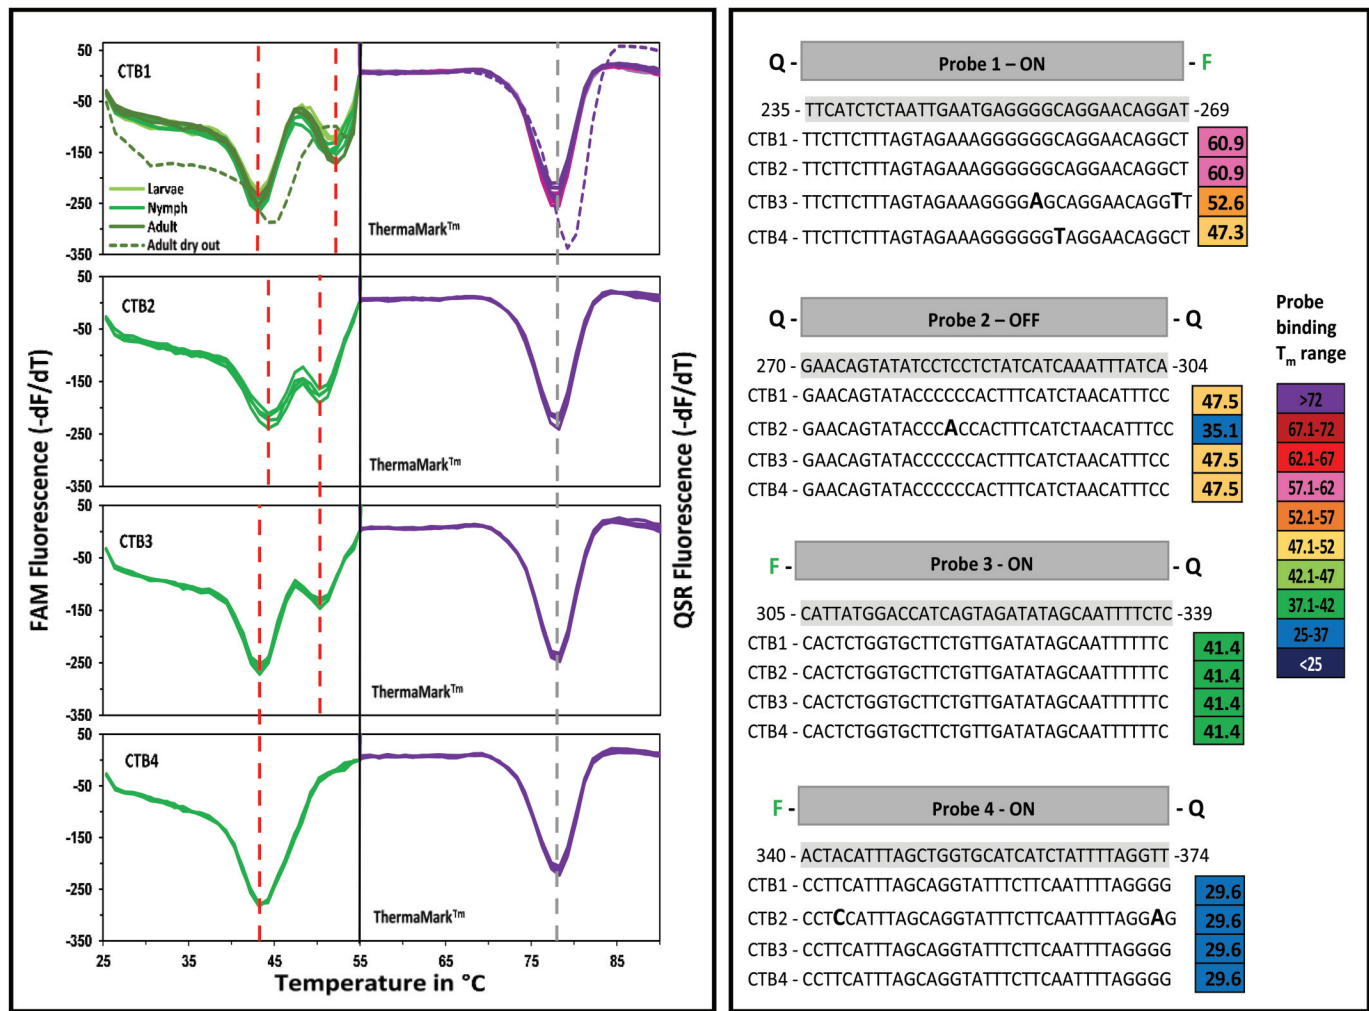 FAM Fluorescence (-dF/dT)
50
-50
-150
-250
-350
CTB1
Larvae
Nymph
Adult
Adult dry out
ThermaMark™
50
-50
-150
-250
-350
CTB2
ThermaMark™
50
-50
-150
-250
-350
CTB3
ThermaMark™
50
-50
-150
-250
-350
CTB4
ThermaMark™
25 35 45 55 65 75 85
Temperature in °C
QSR Fluorescence (-dF/dT)
Q - Probe 1 – ON - F
235 - TTCATCTCTAATTGAATGAGGGGCAGGAACAGGAT -269
CTB1 - TTCTTCTTTAGTAGAAAGGGGGGCAGGAACAGGCT 60.9
CTB2 - TTCTTCTTTAGTAGAAAGGGGGGCAGGAACAGGCT 60.9
CTB3 - TTCTTCTTTAGTAGAAAGGGGAGCAGGAACAGGTT 52.6
CTB4 - TTCTTCTTTAGTAGAAAGGGGGGTAGGAACAGGCT 47.3
Q - Probe 2 – OFF - Q
270 - GAACAGTATATCCTCCTCTATCATCAAATTTATCA -304
CTB1 - GAACAGTATACCCCCCACTTTCATCTAACATTTCC 47.5
CTB2 - GAACAGTATACCCACCACTTTCATCTAACATTTCC 35.1
CTB3 - GAACAGTATACCCCCCACTTTCATCTAACATTTCC 47.5
CTB4 - GAACAGTATACCCCCCACTTTCATCTAACATTTCC 47.5
F - Probe 3 - ON - Q
305 - CATTATGGACCATCAGTAGATATAGCAATTTTCTC -339
CTB1 - CACTCTGGTGCTTCTGTTGATATAGCAATTTTTTC 41.4
CTB2 - CACTCTGGTGCTTCTGTTGATATAGCAATTTTTTC 41.4
CTB3 - CACTCTGGTGCTTCTGTTGATATAGCAATTTTTTC 41.4
CTB4 - CACTCTGGTGCTTCTGTTGATATAGCAATTTTTTC 41.4
F - Probe 4 - ON - Q
340 - ACTACATTTAGCTGGTGCATCATCTATTTTAGGTT -374
CTB1 - CCTTCATTTAGCAGGTATTTCTTCAATTTTAGGGG 29.6
CTB2 - CCTCCATTTAGCAGGTATTTCTTCAATTTTAGGAG 29.6
CTB3 - CCTTCATTTAGCAGGTATTTCTTCAATTTTAGGGG 29.6
CTB4 - CCTTCATTTAGCAGGTATTTCTTCAATTTTAGGGG 29.6
Probe
binding
Tm range
>72
67.1-72
62.1-67
57.1-62
52.1-57
47.1-52
42.1-47
37.1-42
25-37
<25